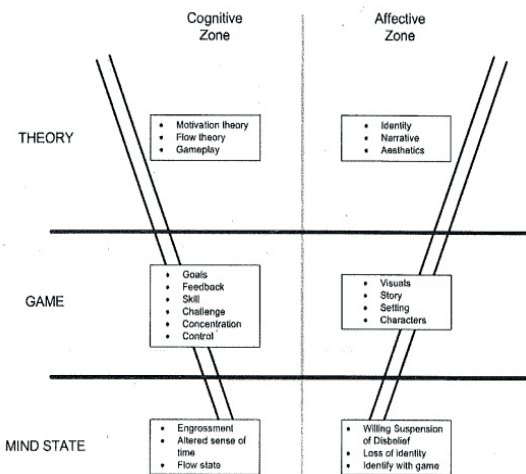 Cognitive
Zone
Affective
Zone
THEORY
Motivation theory
Flow theory
Gameplay
Identity
Narrative
Aesthetics
GAME
Goals
Feedback
Skill
Challenge
Concentration
Control
Visuals
Story
Setting
Characters
MIND STATE
Engrossment
Altered sense of
time
Flow state
Willing Suspension
of Disbelief
Loss of identity
Identify with game